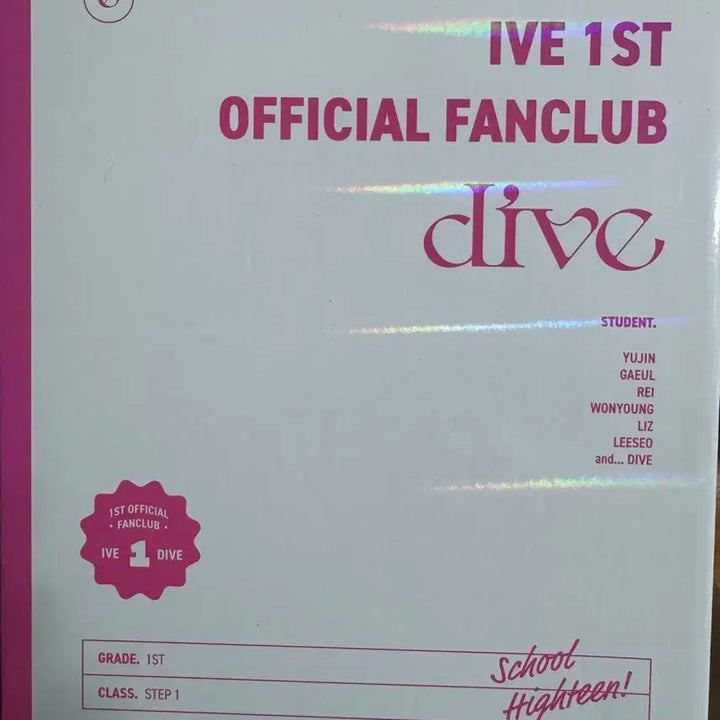 IVE 1ST
OFFICIAL FANCLUB
dive
STUDENT.
YUJIN
GAEUL
REI
WONYOUNG
LIZ
LEESEO
and... DIVE
1ST OFFICIAL
• FANCLUB •
IVE 1 DIVE
GRADE. 1ST
CLASS. STEP 1
School
Highteen!